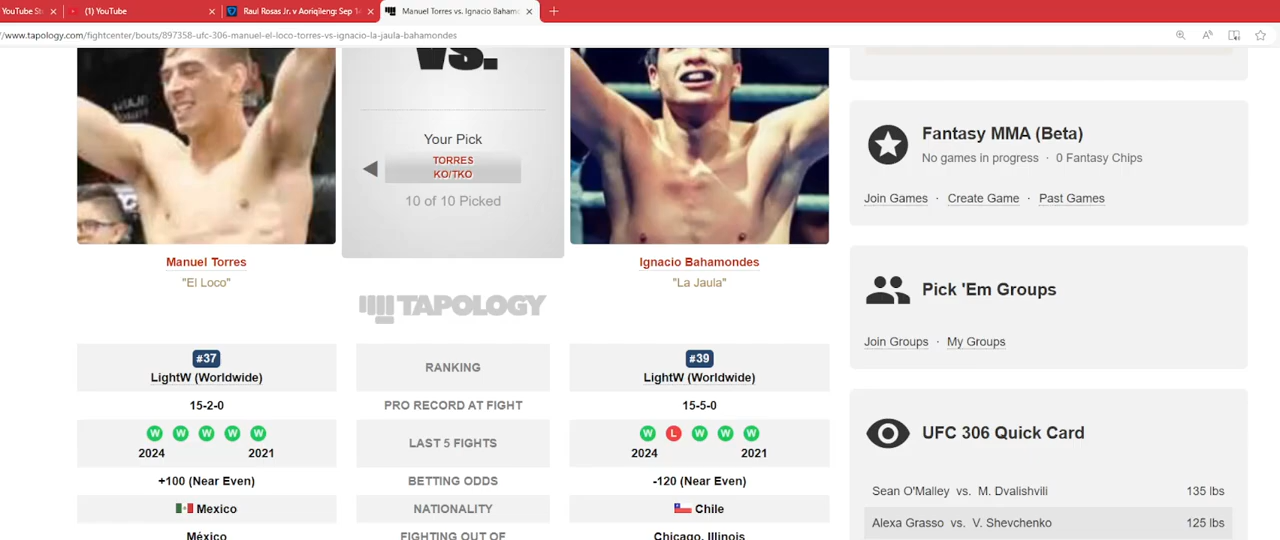 YouTube St
(1) YouTube
Raul Rosas Jr. v Aoriqileng: Sep 1
Manuel Torres vs. Ignacio Bahamo
/www.tapology.com/fightcenter/bouts/897358-ufc-306-manuel-el-loco-torres-vs-ignacio-la-jaula-bahamondes
VS.
Your Pick
TORRES
KO/TKO
10 of 10 Picked
Manuel Torres
"El Loco"
Ignacio Bahamondes
"La Jaula"
TAPOLOGY
#37
LightW (Worldwide)
RANKING
#39
LightW (Worldwide)
15-2-0
PRO RECORD AT FIGHT
15-5-0
W W W W W
LAST 5 FIGHTS
W L W W W
2024 2021
2024 2021
+100 (Near Even)
BETTING ODDS
-120 (Near Even)
Mexico
NATIONALITY
Chile
México
FIGHTING OUT OF
Chicago, Illinois
Fantasy MMA (Beta)
No games in progress · 0 Fantasy Chips
Join Games · Create Game · Past Games
Pick 'Em Groups
Join Groups · My Groups
UFC 306 Quick Card
Sean O'Malley vs. M. Dvalishvili 135 lbs
Alexa Grasso vs. V. Shevchenko 125 lbs